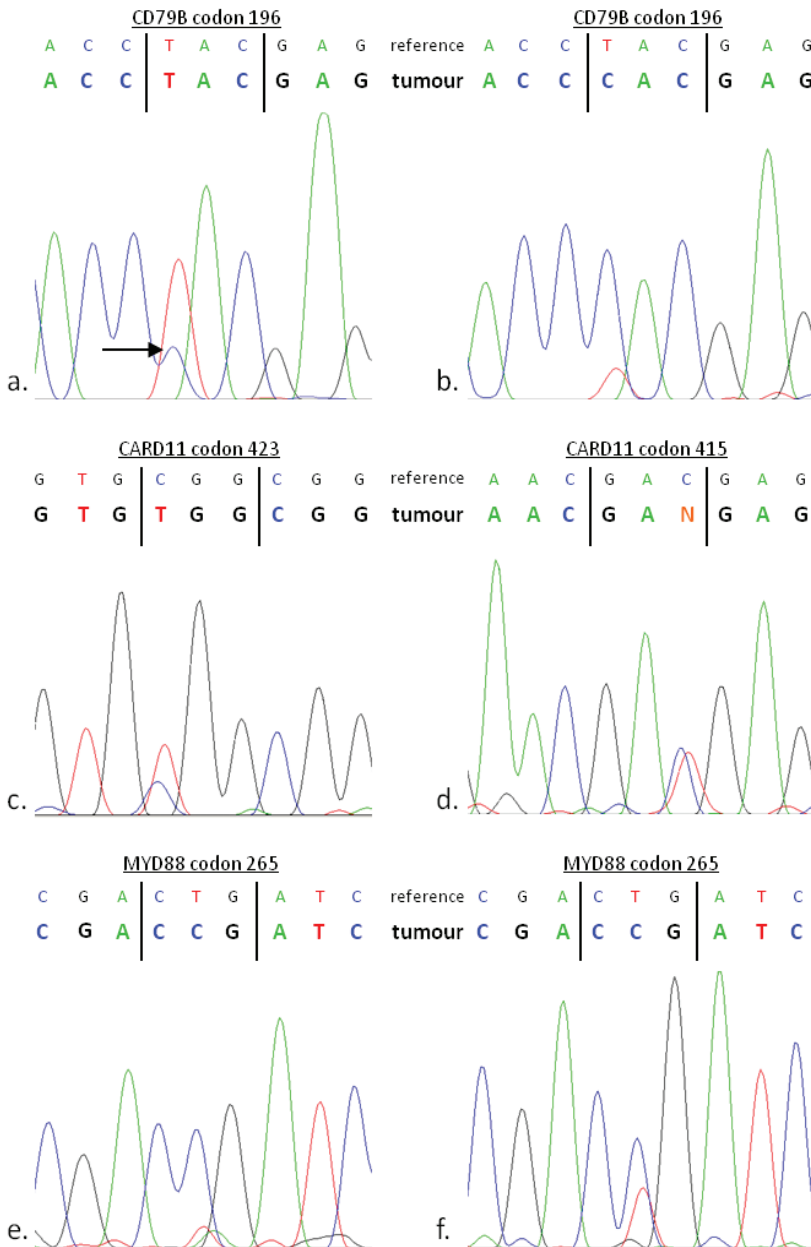 CD79B codon 196 CD79B codon 196
A C C T A C G A G reference A C C T A C G A G
A C C T A C G A G tumour A C C C A C G A G
a. b.
CARD11 codon 423 CARD11 codon 415
G T G C G G C G G reference A A C G A C G A G
G T G T G G C G G tumour A A C G A N G A G
c. d.
MYD88 codon 265 MYD88 codon 265
C G A C T G A T C reference C G A C T G A T C
C G A C C G A T C tumour C G A C C G A T C
e. f.